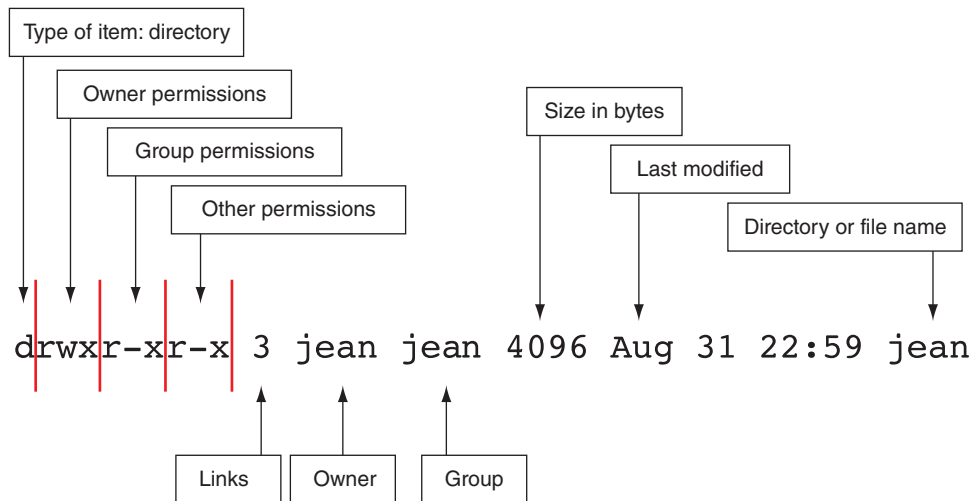 Type of item: directory
Owner permissions
Group permissions
Other permissions
Size in bytes
Last modified
Directory or file name
drwxr-xr-x 3 jean jean 4096 Aug 31 22:59 jean
Links
Owner
Group